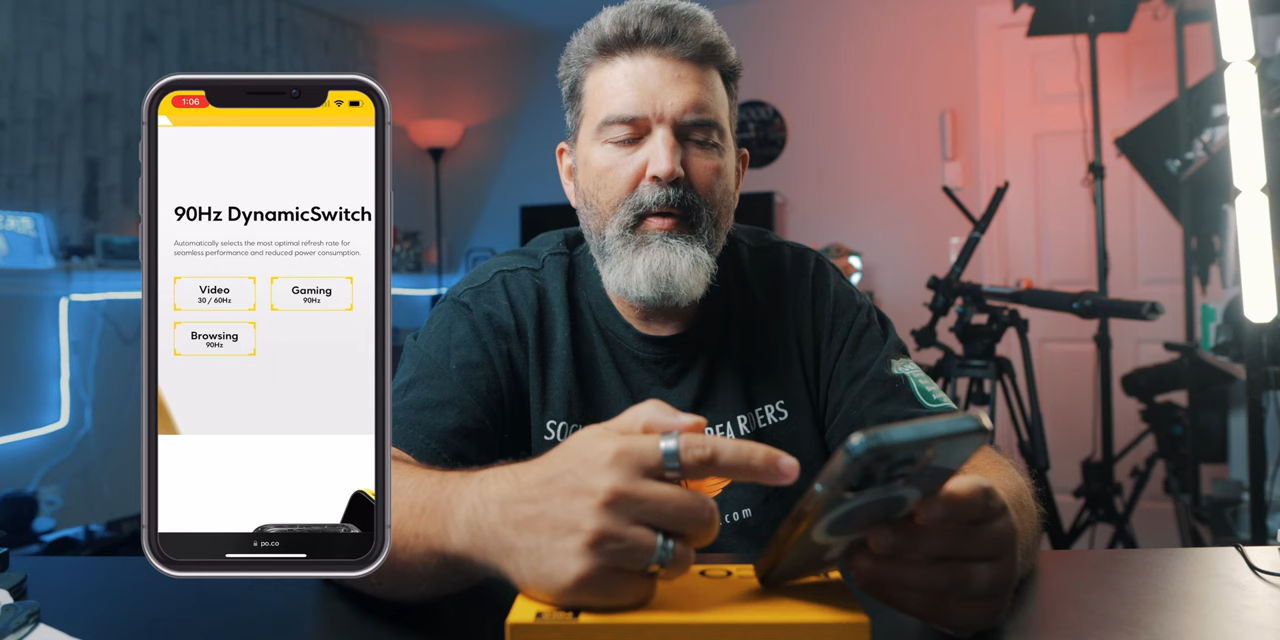 1:06
90Hz DynamicSwitch
Automatically selects the most optimal refresh rate for
seamless performance and reduced power consumption.
Video
30 / 60Hz
Gaming
90Hz
Browsing
90Hz
po.co
.com